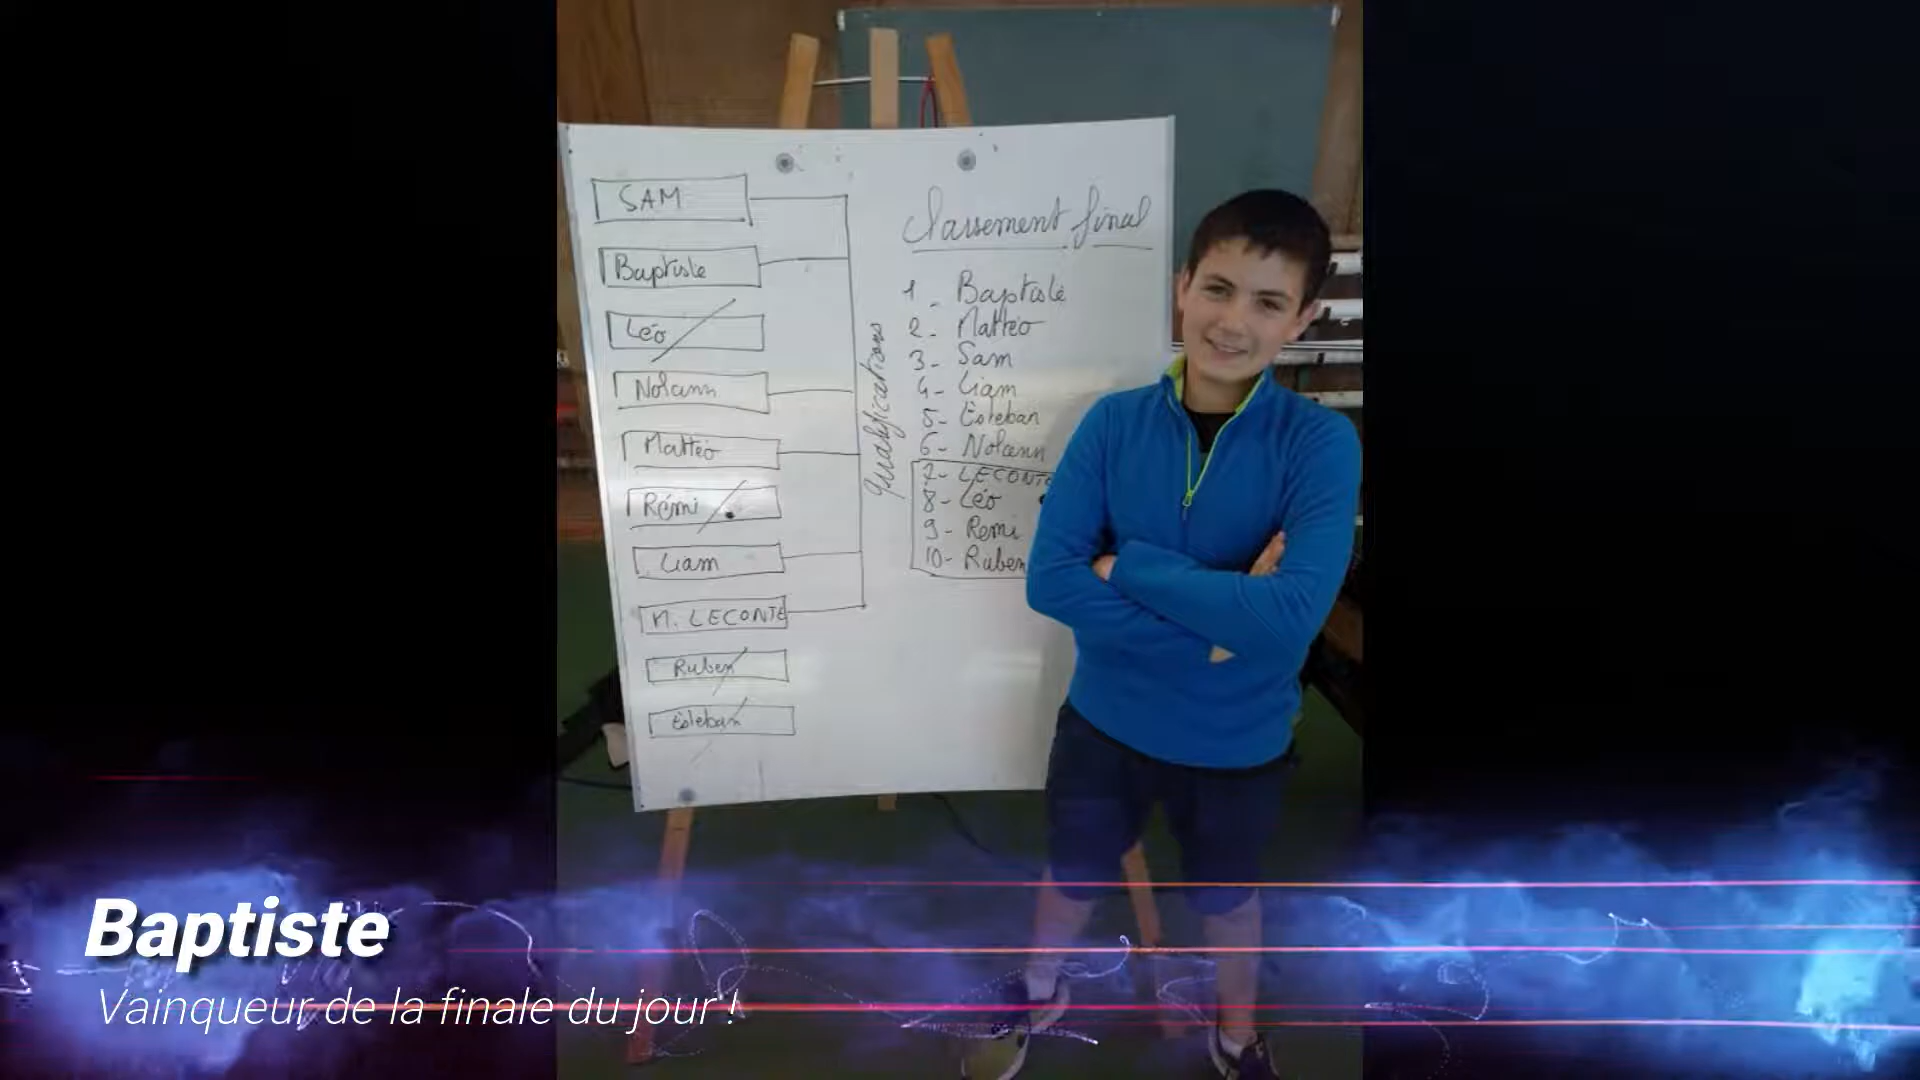 SAM
Baptiste
Léo
Nolann
Mattéo
Rémi
Liam
M. LECONTE
Ruben
Esteban
Qualifications
Classement final
1 - Baptiste
2 - Mattéo
3 - Sam
4 - Liam
5 - Esteban
6 - Nolann
7 - LECONTE
8 - Léo
9 - Remi
10 - Ruben
Baptiste
Vainqueur de la finale du jour !